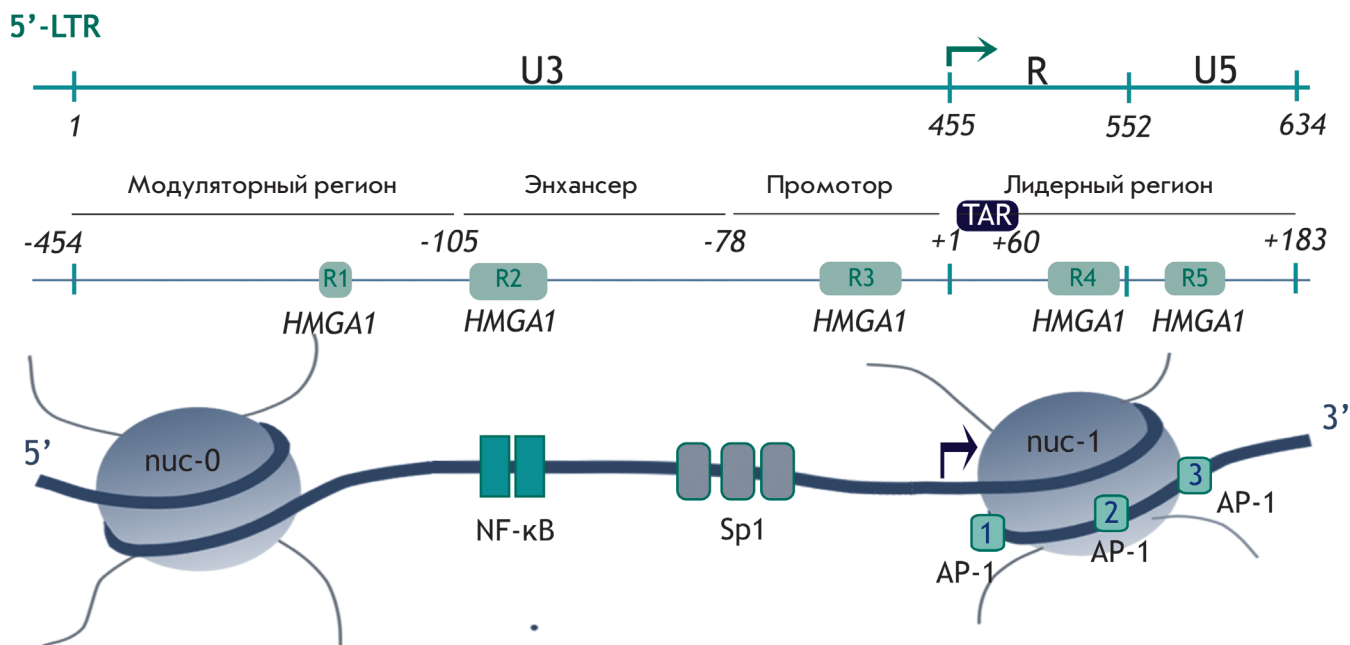 5’-LTR
U3 R U5
1 455 552 634
Модуляторный регион Энхансер Промотор Лидерный регион
TAR
-454 -105 -78 +1 +60 +183
R1 R2 R3 R4 R5
HMGA1 HMGA1 HMGA1 HMGA1 HMGA1
3’
5’ nuc-0 nuc-1
3
2
1
NF-κB Sp1 AP-1
AP-1
AP-1